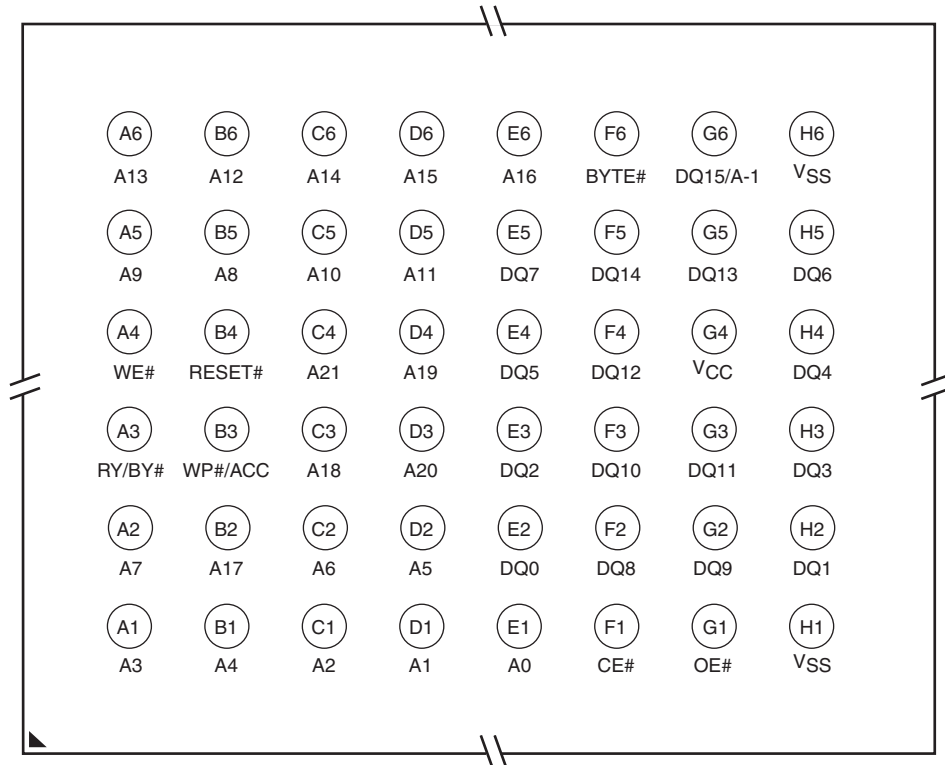 A6 B6 C6 D6 E6 F6 G6 H6
A13 A12 A14 A15 A16 BYTE# DQ15/A-1 VSS
A5 B5 C5 D5 E5 F5 G5 H5
A9 A8 A10 A11 DQ7 DQ14 DQ13 DQ6
A4 B4 C4 D4 E4 F4 G4 H4
WE# RESET# A21 A19 DQ5 DQ12 VCC DQ4
A3 B3 C3 D3 E3 F3 G3 H3
RY/BY# WP#/ACC A18 A20 DQ2 DQ10 DQ11 DQ3
A2 B2 C2 D2 E2 F2 G2 H2
A7 A17 A6 A5 DQ0 DQ8 DQ9 DQ1
A1 B1 C1 D1 E1 F1 G1 H1
A3 A4 A2 A1 A0 CE# OE# VSS